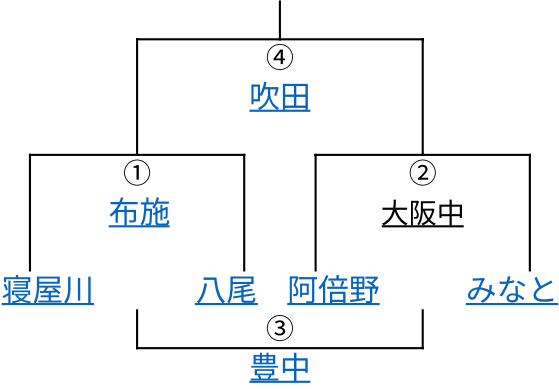 ④
吹田
①
②
布施
大阪中
寝屋川
八尾
阿倍野
みなと
③
豊中